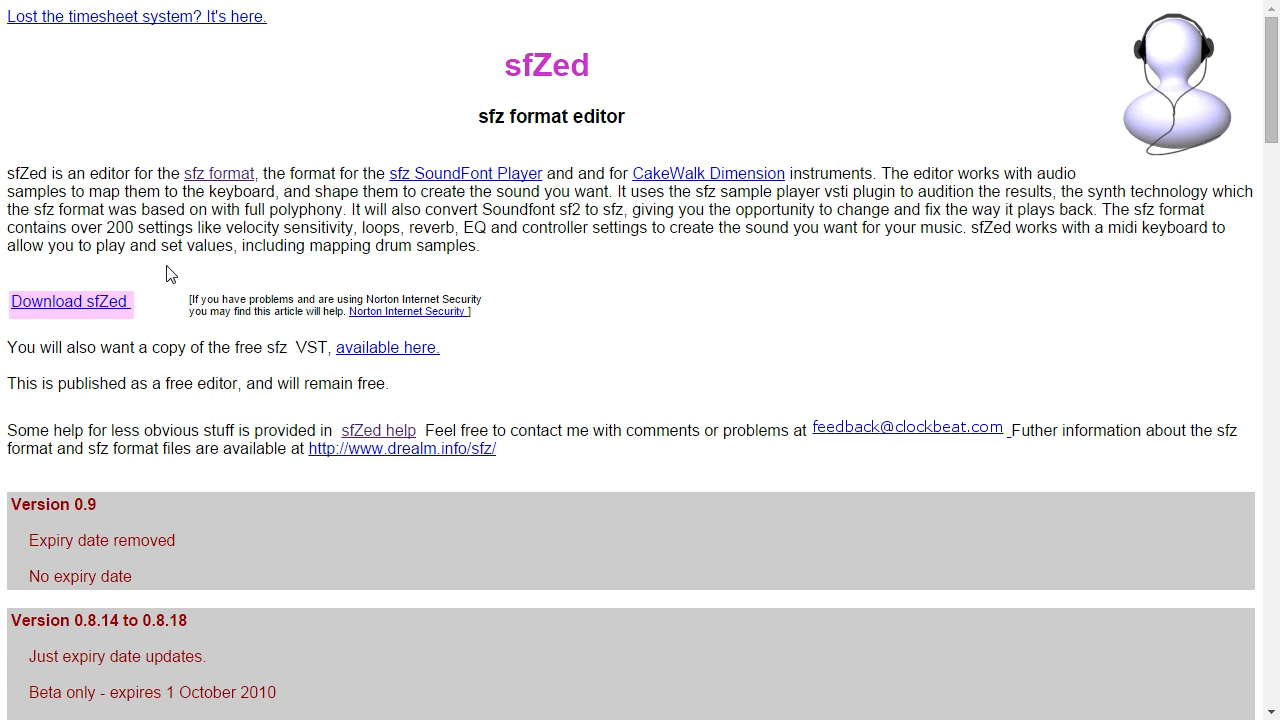 Lost the timesheet system? It's here.
sfZed
sfz format editor
sfZed is an editor for the sfz format, the format for the sfz SoundFont Player and and for CakeWalk Dimension instruments. The editor works with audio
samples to map them to the keyboard, and shape them to create the sound you want. It uses the sfz sample player vsti plugin to audition the results, the synth technology which
the sfz format was based on with full polyphony. It will also convert Soundfont sf2 to sfz, giving you the opportunity to change and fix the way it plays back. The sfz format
contains over 200 settings like velocity sensitivity, loops, reverb, EQ and controller settings to create the sound you want for your music. sfZed works with a midi keyboard to
allow you to play and set values, including mapping drum samples.
Download sfZed
[If you have problems and are using Norton Internet Security
you may find this article will help. Norton Internet Security ]
You will also want a copy of the free sfz VST, available here.
This is published as a free editor, and will remain free.
Some help for less obvious stuff is provided in sfZed help Feel free to contact me with comments or problems at feedback@clockbeat.com Futher information about the sfz
format and sfz format files are available at http://www.drealm.info/sfz/
Version 0.9
Expiry date removed
No expiry date
Version 0.8.14 to 0.8.18
Just expiry date updates.
Beta only - expires 1 October 2010